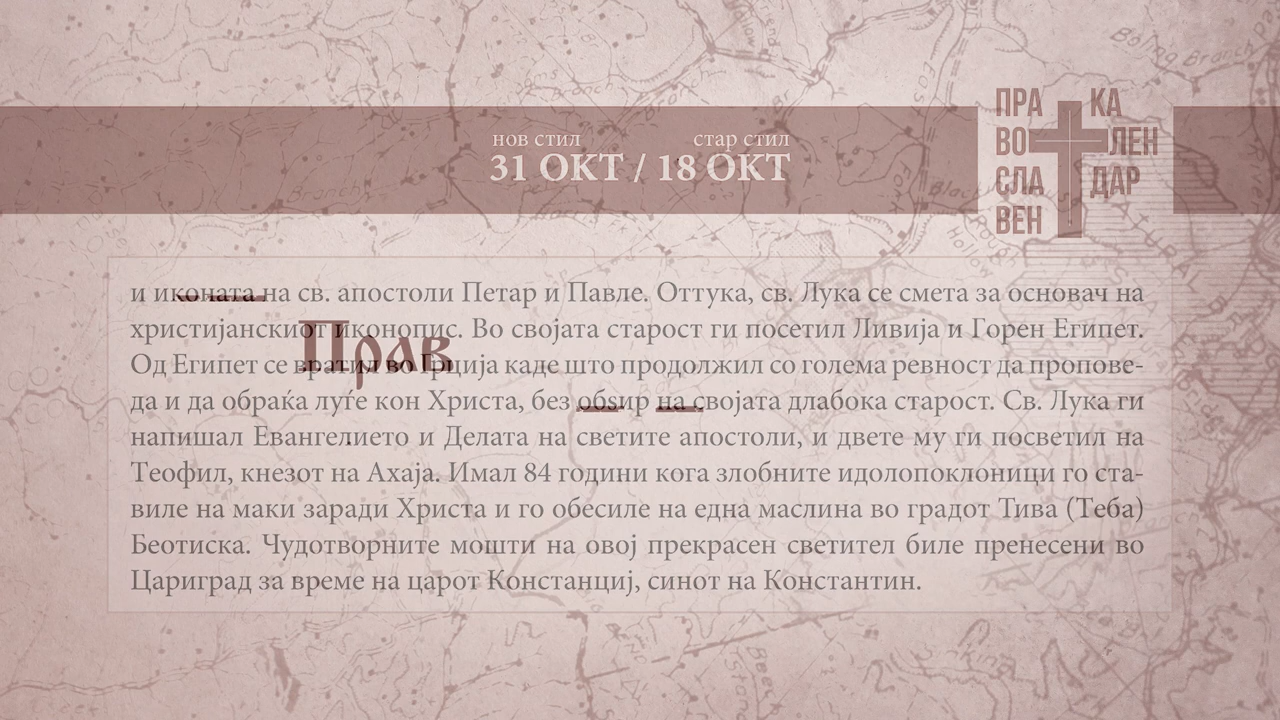 нов стил стар стил
31 ОКТ / 18 ОКТ
ПРА КА
ВО ЛЕН
СЛА ДАР
ВЕН
и иконата на св. апостоли Петар и Павле. Оттука, св. Лука се смета за основач на
христијанскиот иконопис. Во својата старост ги посетил Ливија и Горен Египет.
Прав
Од Египет се вратил во Грција каде што продолжил со голема ревност да пропове-
да и да обраќа луѓе кон Христа, без обѕир на својата длабока старост. Св. Лука ги
напишал Евангелието и Делата на светите апостоли, и двете му ги посветил на
Теофил, кнезот на Ахаја. Имал 84 години кога злобните идолопоклоници го ста-
виле на маки заради Христа и го обесиле на една маслина во градот Тива (Теба)
Беотиска. Чудотворните мошти на овој прекрасен светител биле пренесени во
Цариград за време на царот Констанциј, синот на Константин.